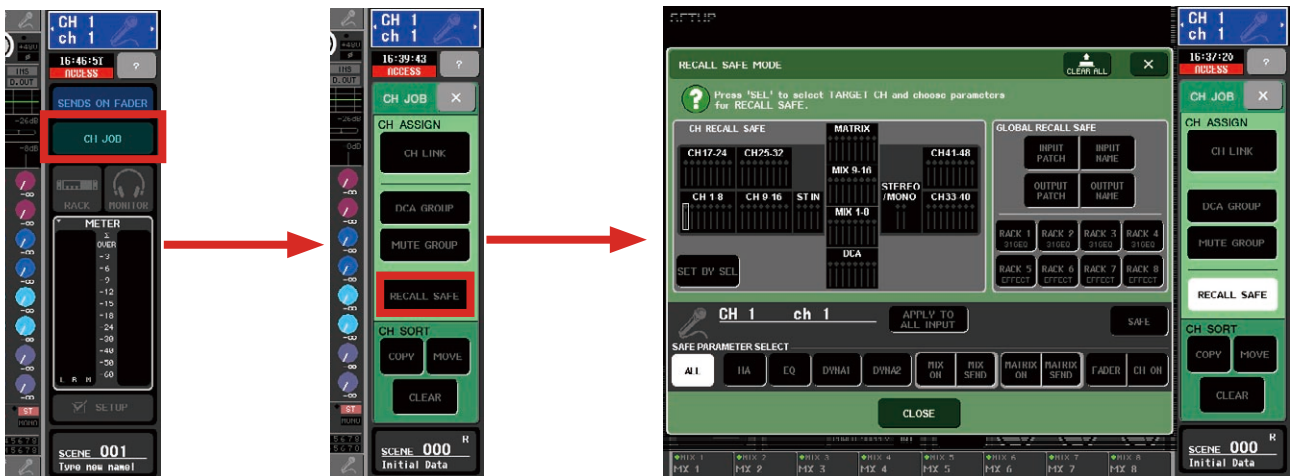 CH 1
ch 1
+48V
Ø
INS
D.OUT
16:46:51
ACCESS
?
SENDS ON FADER
CH JOB
RACK
MONITOR
METER
Σ
OVER
-3
-6
-9
-12
-15
-18
-24
-30
-40
-50
-60
L R M
SETUP
ST
MONO
SCENE 001
Type new name!
CH 1
ch 1
16:39:43
ACCESS
?
CH JOB
×
CH ASSIGN
CH LINK
DCA GROUP
MUTE GROUP
RECALL SAFE
CH SORT
COPY
MOVE
CLEAR
SCENE 000
R
Initial Data
RECALL SAFE MODE
CLEAR ALL
×
?
Press 'SEL' to select TARGET CH and choose parameters
for RECALL SAFE.
CH RECALL SAFE
MATRIX
CH17-24
CH25-32
CH41-48
MIX 9-16
STEREO
/MONO
CH 1 8
CH 9 16
ST IN
CH33 40
MIX 1-8
DCA
SET BY SEL
GLOBAL RECALL SAFE
INPUT
PATCH
INPUT
NAME
OUTPUT
PATCH
OUTPUT
NAME
RACK 1
31GEQ
RACK 2
31GEQ
RACK 3
31GEQ
RACK 4
31GEQ
RACK 5
EFFECT
RACK 6
EFFECT
RACK 7
EFFECT
RACK 8
EFFECT
CH 1 ch 1
APPLY TO
ALL INPUT
SAFE
SAFE PARAMETER SELECT
ALL
HA
EQ
DYNA1
DYNA2
MIX
ON
MIX
SEND
MATRIX
ON
MATRIX
SEND
FADER
CH ON
CLOSE
MIX 1
MX 1
MIX 2
MX 2
MIX 3
MX 3
MIX 4
MX 4
MIX 5
MX 5
MIX 6
MX 6
MIX 7
MX 7
MIX 8
MX 8
CH 1
ch 1
16:37:20
ACCESS
?
CH JOB
×
CH ASSIGN
CH LINK
DCA GROUP
MUTE GROUP
RECALL SAFE
CH SORT
COPY
MOVE
CLEAR
SCENE 000
R
Initial Data